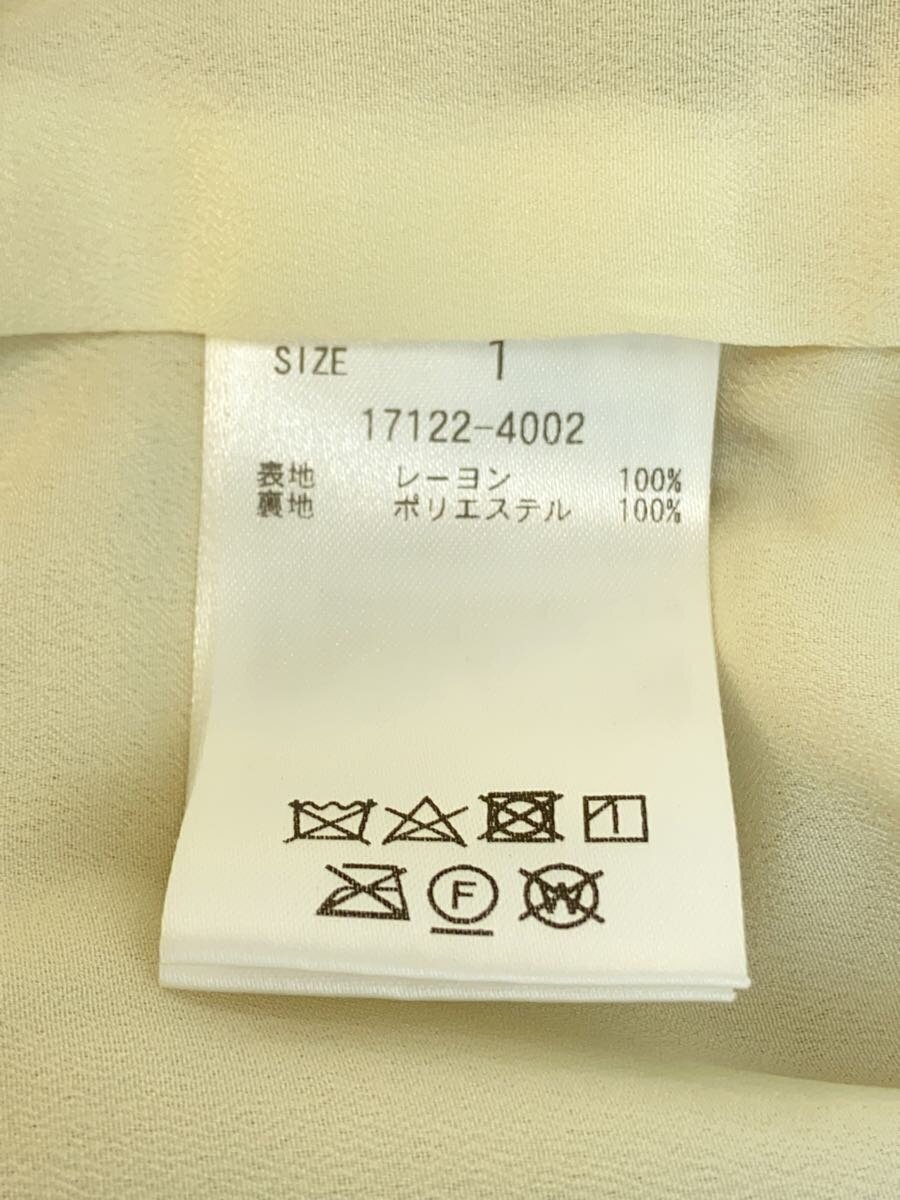 SIZE 1
17122-4002
表地 レーヨン 100%
裏地 ポリエステル 100%
F W